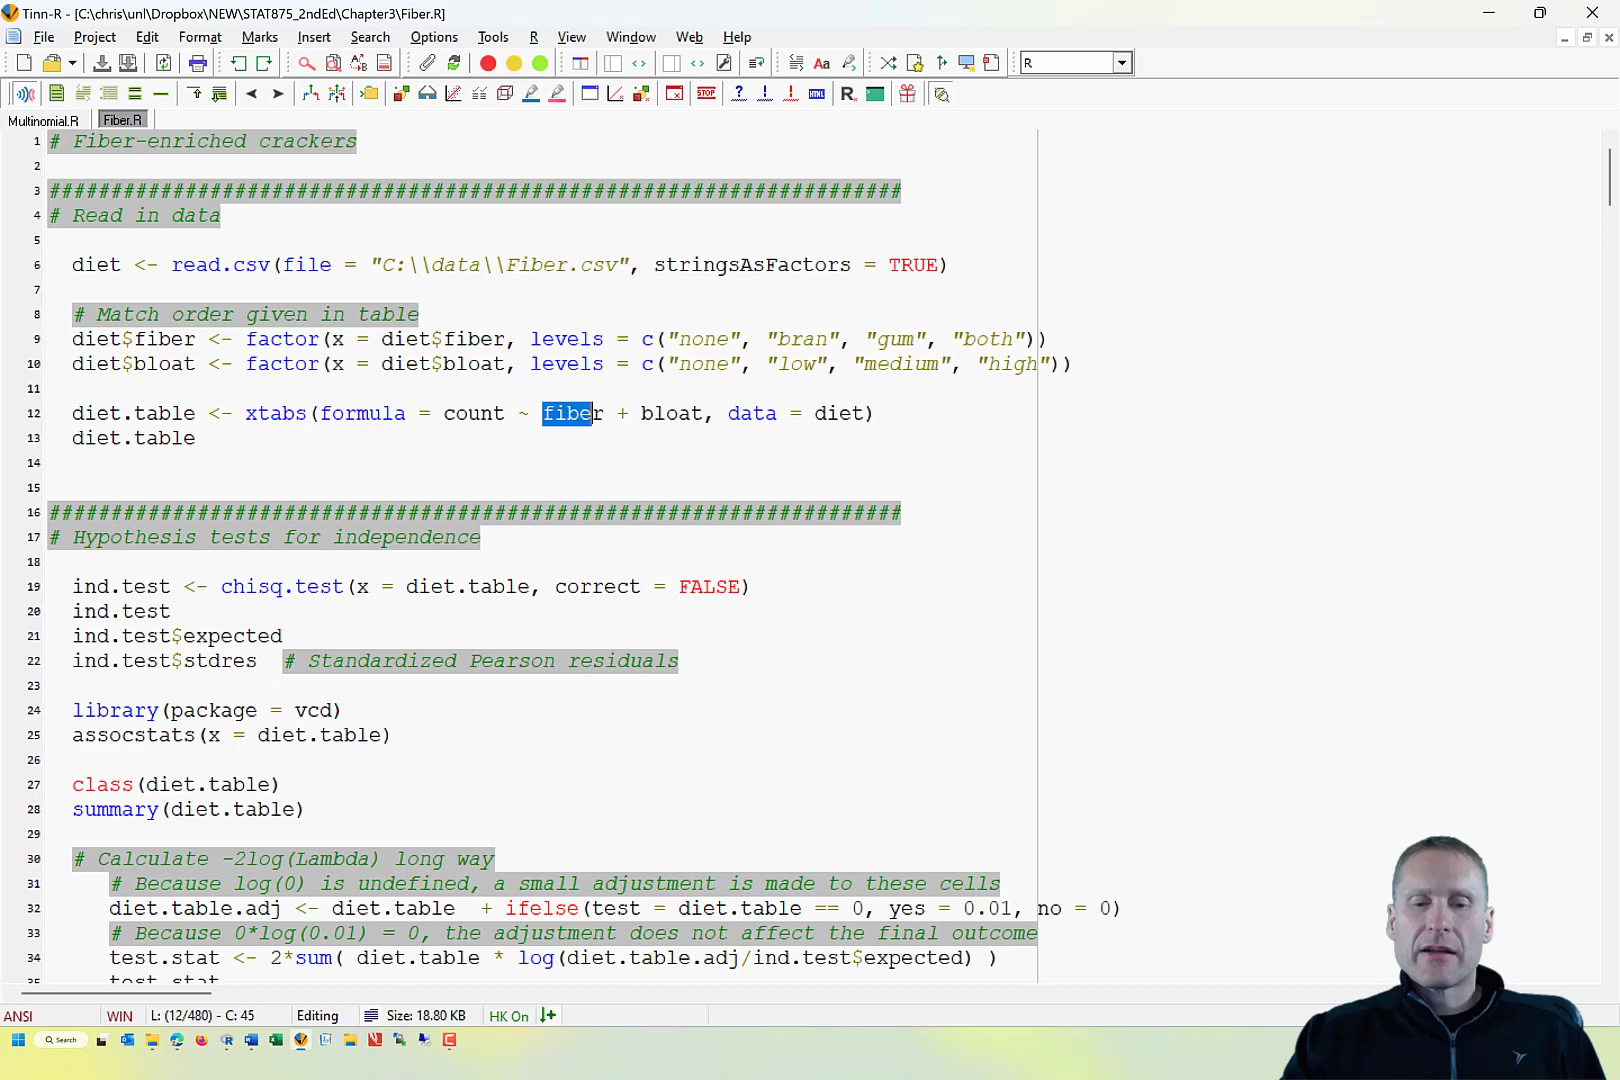 Tinn-R - [C:\chris\unl\Dropbox\NEW\STAT875_2ndEd\Chapter3\Fiber.R]
File Project Edit Format Marks Insert Search Options Tools R View Window Web Help
R
Multinomial.R Fiber.R
1 # Fiber-enriched crackers
2
3 #####################################################################
4 # Read in data
5
6 diet <- read.csv(file = "C:\\data\\Fiber.csv", stringsAsFactors = TRUE)
7
8 # Match order given in table
9 diet$fiber <- factor(x = diet$fiber, levels = c("none", "bran", "gum", "both"))
10 diet$bloat <- factor(x = diet$bloat, levels = c("none", "low", "medium", "high"))
11
12 diet.table <- xtabs(formula = count ~ fiber + bloat, data = diet)
13 diet.table
14
15
16 #####################################################################
17 # Hypothesis tests for independence
18
19 ind.test <- chisq.test(x = diet.table, correct = FALSE)
20 ind.test
21 ind.test$expected
22 ind.test$stdres # Standardized Pearson residuals
23
24 library(package = vcd)
25 assocstats(x = diet.table)
26
27 class(diet.table)
28 summary(diet.table)
29
30 # Calculate -2log(Lambda) long way
31 # Because log(0) is undefined, a small adjustment is made to these cells
32 diet.table.adj <- diet.table + ifelse(test = diet.table == 0, yes = 0.01, no = 0)
33 # Because 0*log(0.01) = 0, the adjustment does not affect the final outcome
34 test.stat <- 2*sum( diet.table * log(diet.table.adj/ind.test$expected) )
35 test.stat
ANSI WIN L: (12/480) - C: 45 Editing Size: 18.80 KB HK On
Search